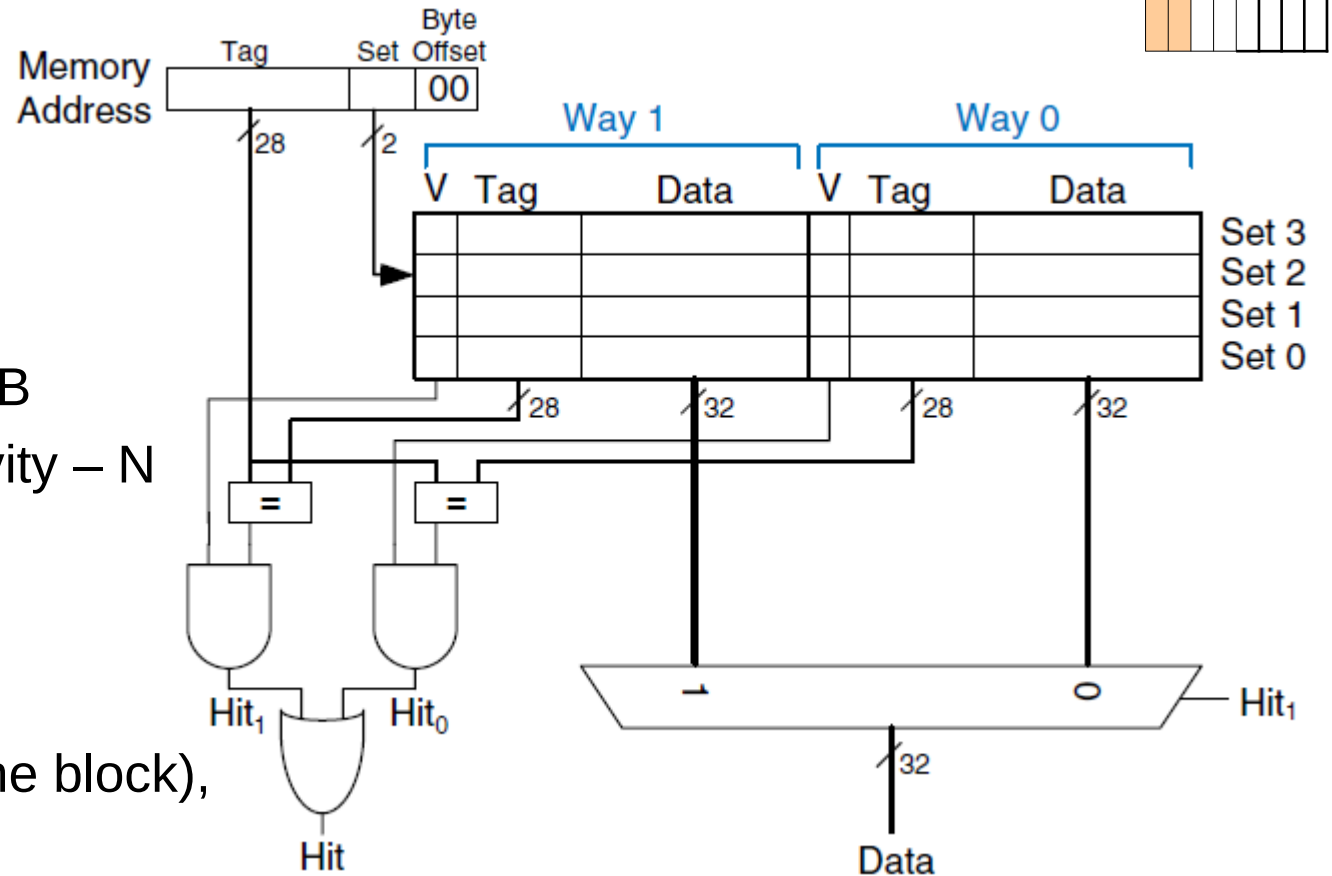 Byte
Tag Set Offset
Memory
Address
00
28 2
Way 1 Way 0
V Tag Data V Tag Data
Set 3
Set 2
Set 1
Set 0
28 32 28 32
B
vity – N
= =
1 0
Hit1 Hit0 Hit1
ne block),
32
Hit Data